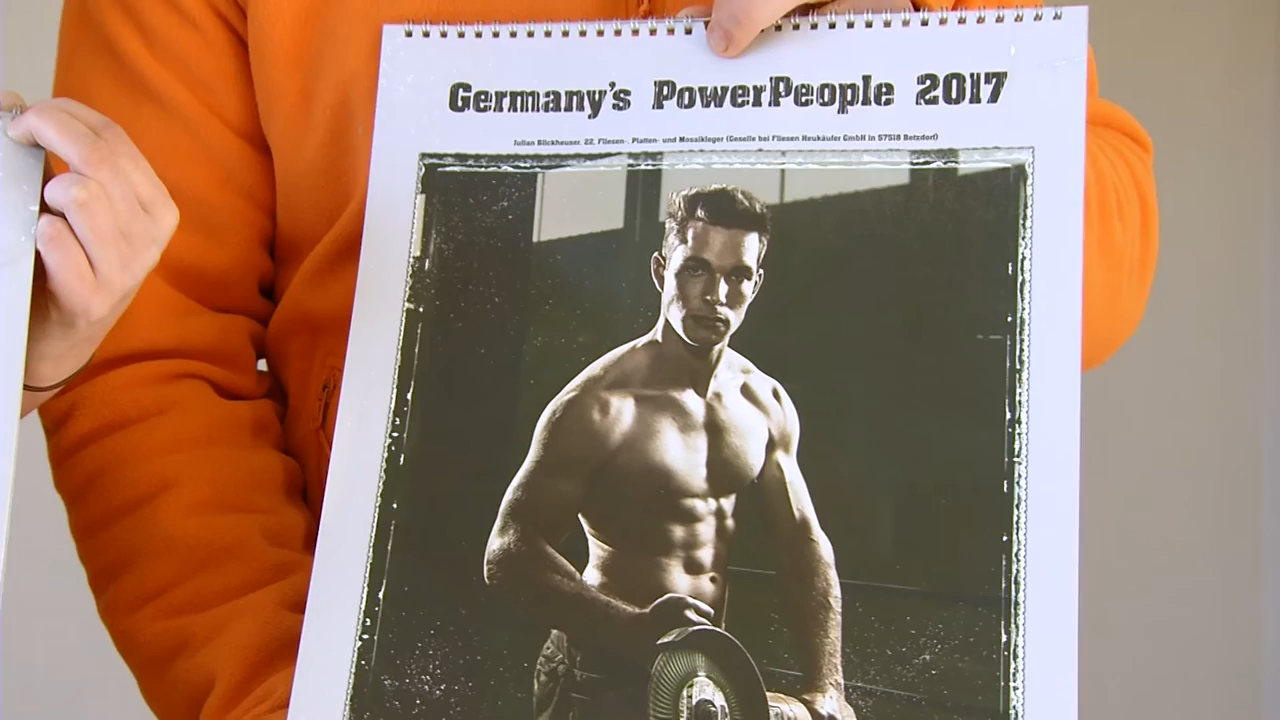 Germany's PowerPeople 2017
Julian Blickheuser, 22, Fliesen-, Platten- und Mosaikleger (Geselle bei Fliesen Heukäufer GmbH in 57518 Betzdorf)